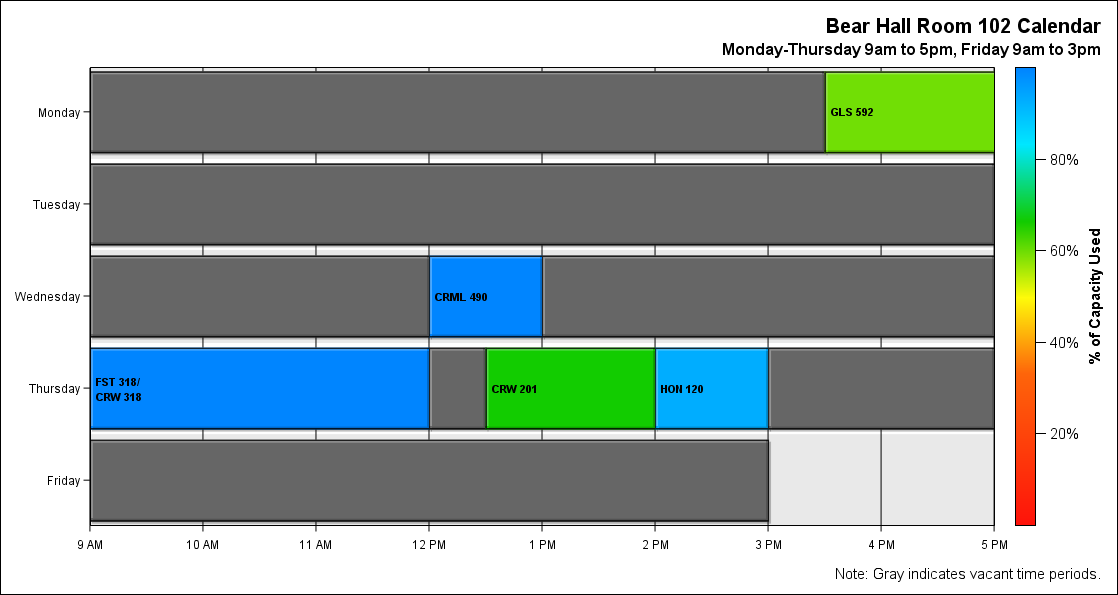 Bear Hall Room 102 Calendar
Monday-Thursday 9am to 5pm, Friday 9am to 3pm
Monday
GLS 592
Tuesday
Wednesday
CRML 490
Thursday
FST 318/
CRW 318
CRW 201
HON 120
Friday
9 AM
10 AM
11 AM
12 PM
1 PM
2 PM
3 PM
4 PM
5 PM
80%
60%
40%
20%
% of Capacity Used
Note: Gray indicates vacant time periods.